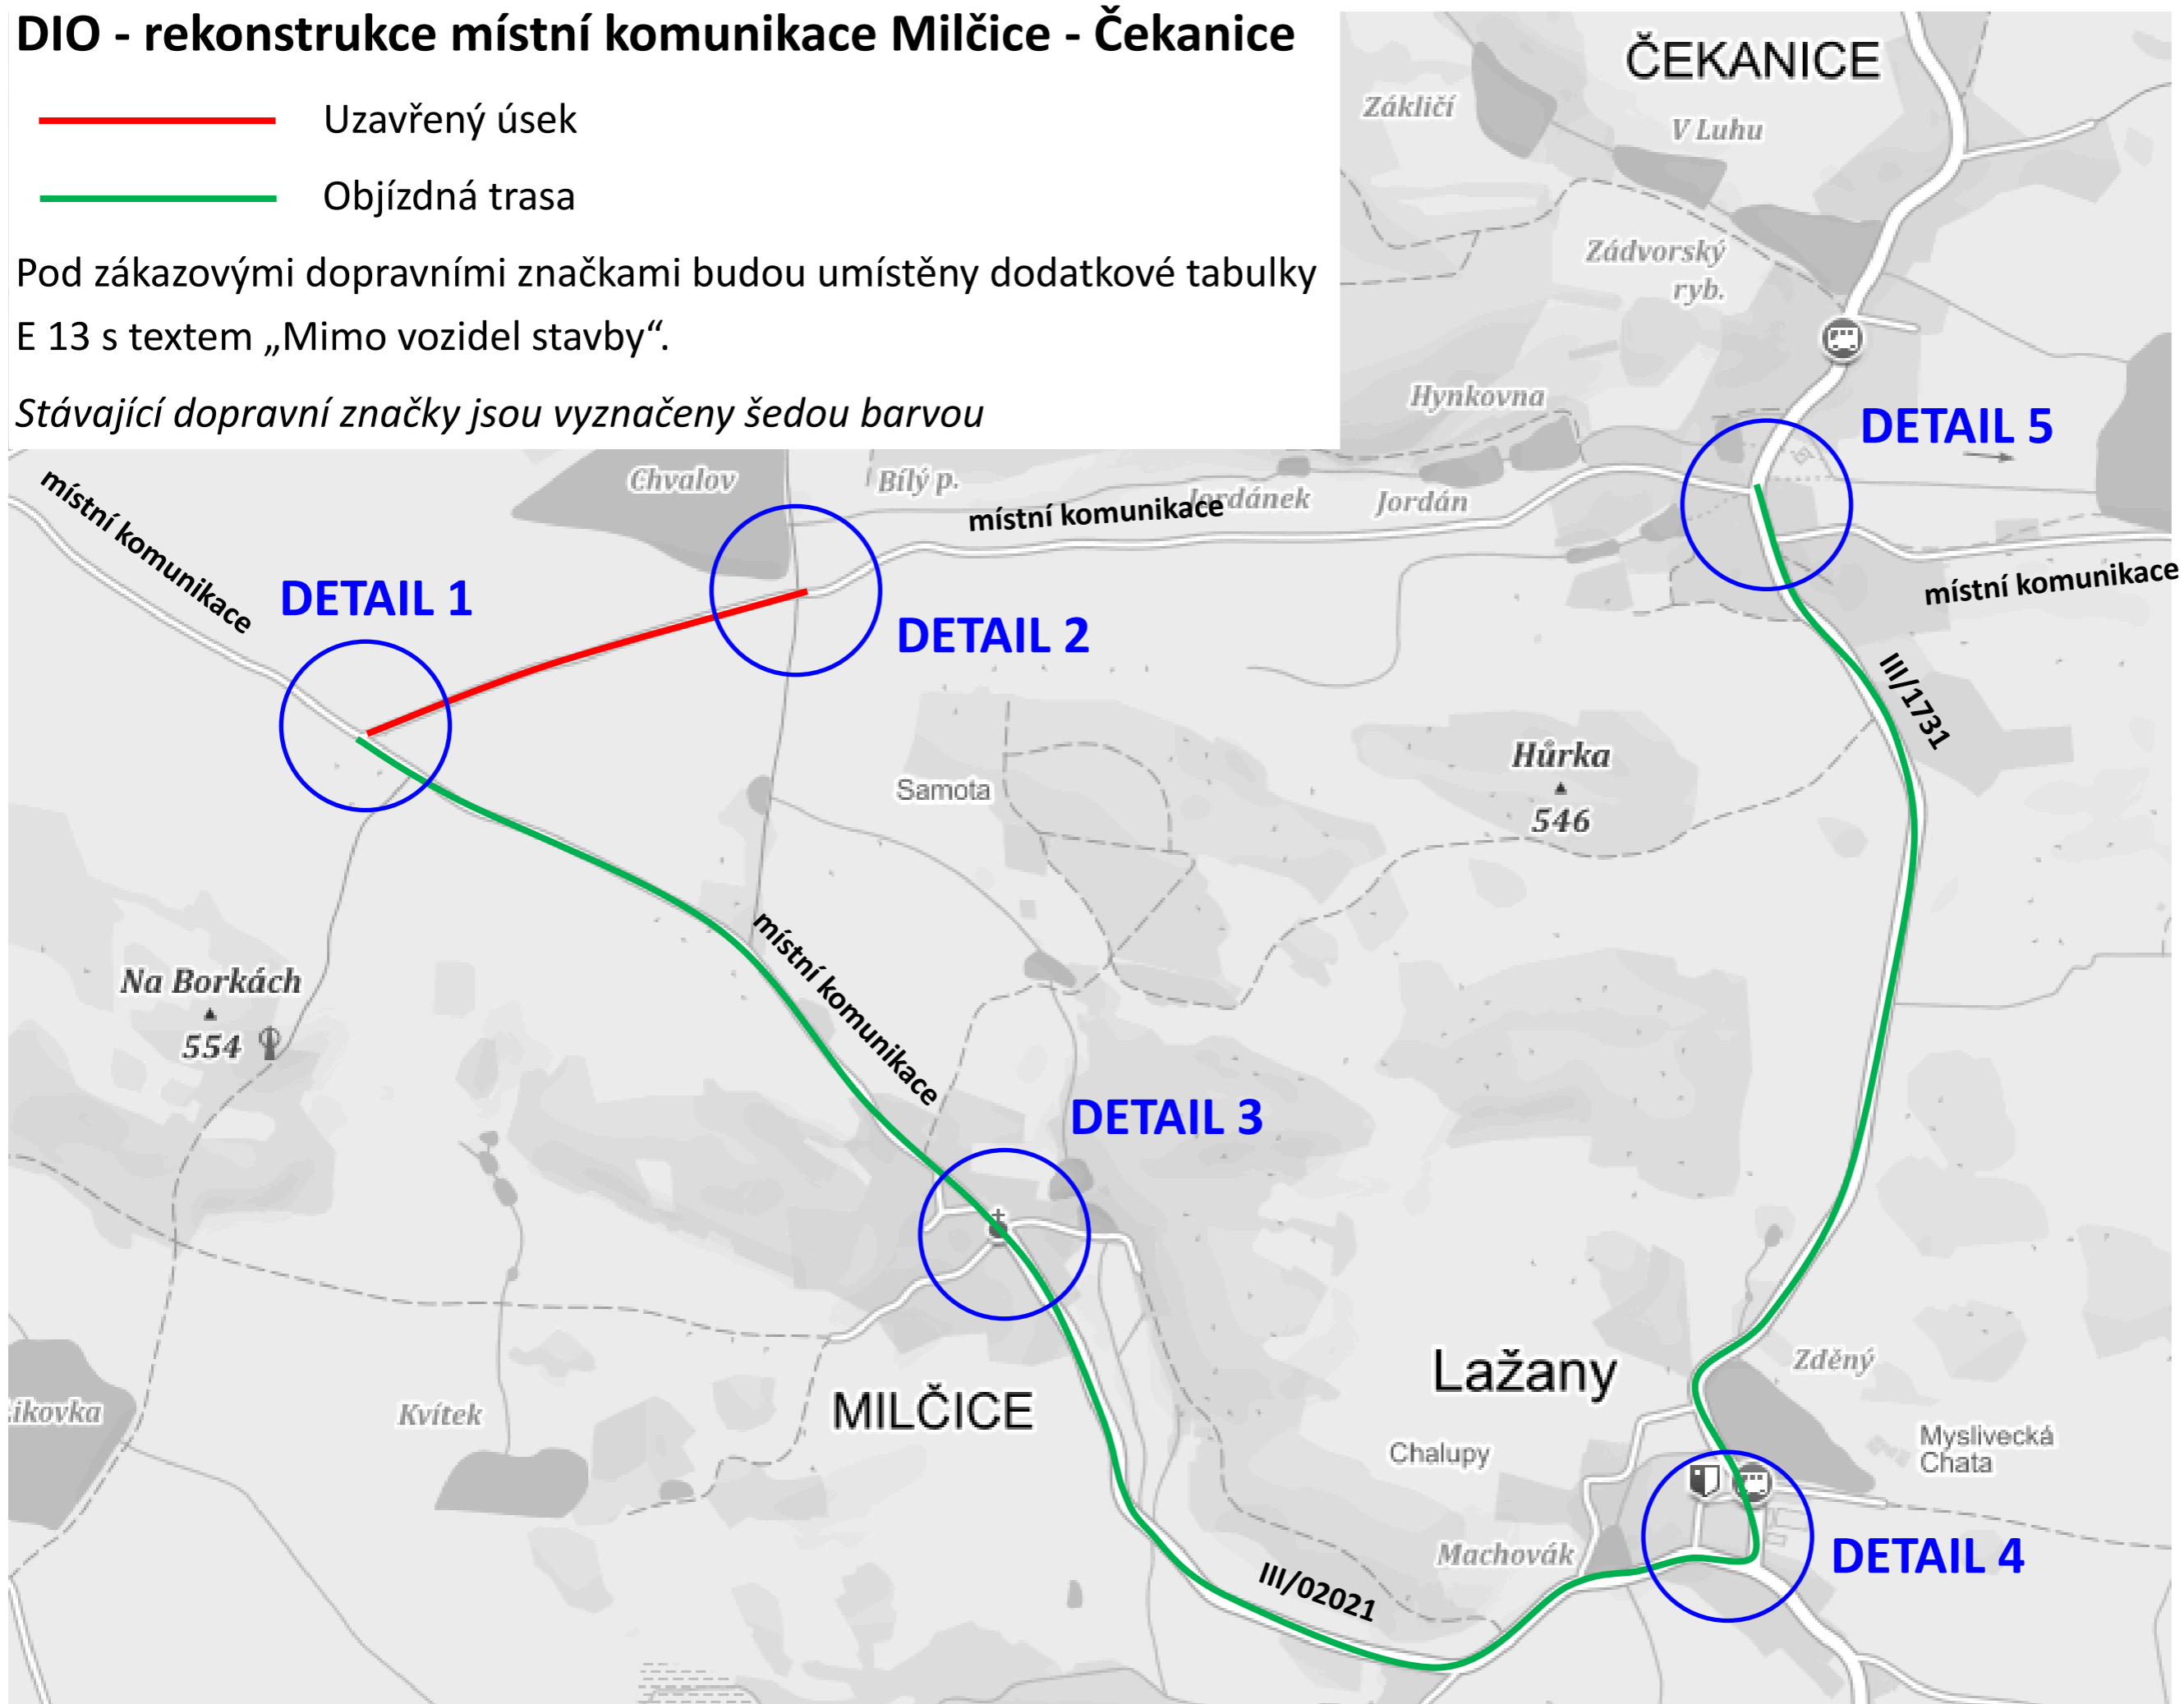 DIO - rekonstrukce místní komunikace Milčice - Čekanice
Uzavřený úsek
Objízdná trasa
Pod zákazovými dopravními značkami budou umístěny dodatkové tabulky
E 13 s textem „Mimo vozidel stavby“.
Stávající dopravní značky jsou vyznačeny šedou barvou
ČEKANICE
Zákličí
V Luhu
Zádvorský
ryb.
Hynkovna
DETAIL 5
Chvalov
Bílý p.
Jordánek
Jordán
místní komunikace
místní komunikace
místní komunikace
DETAIL 1
DETAIL 2
III/1731
Samota
Hůrka
546
místní komunikace
Na Borkách
554
DETAIL 3
Lažany
Zděný
MILČICE
Kvítek
Chalupy
Myslivecká
Chata
Machovák
DETAIL 4
III/02021